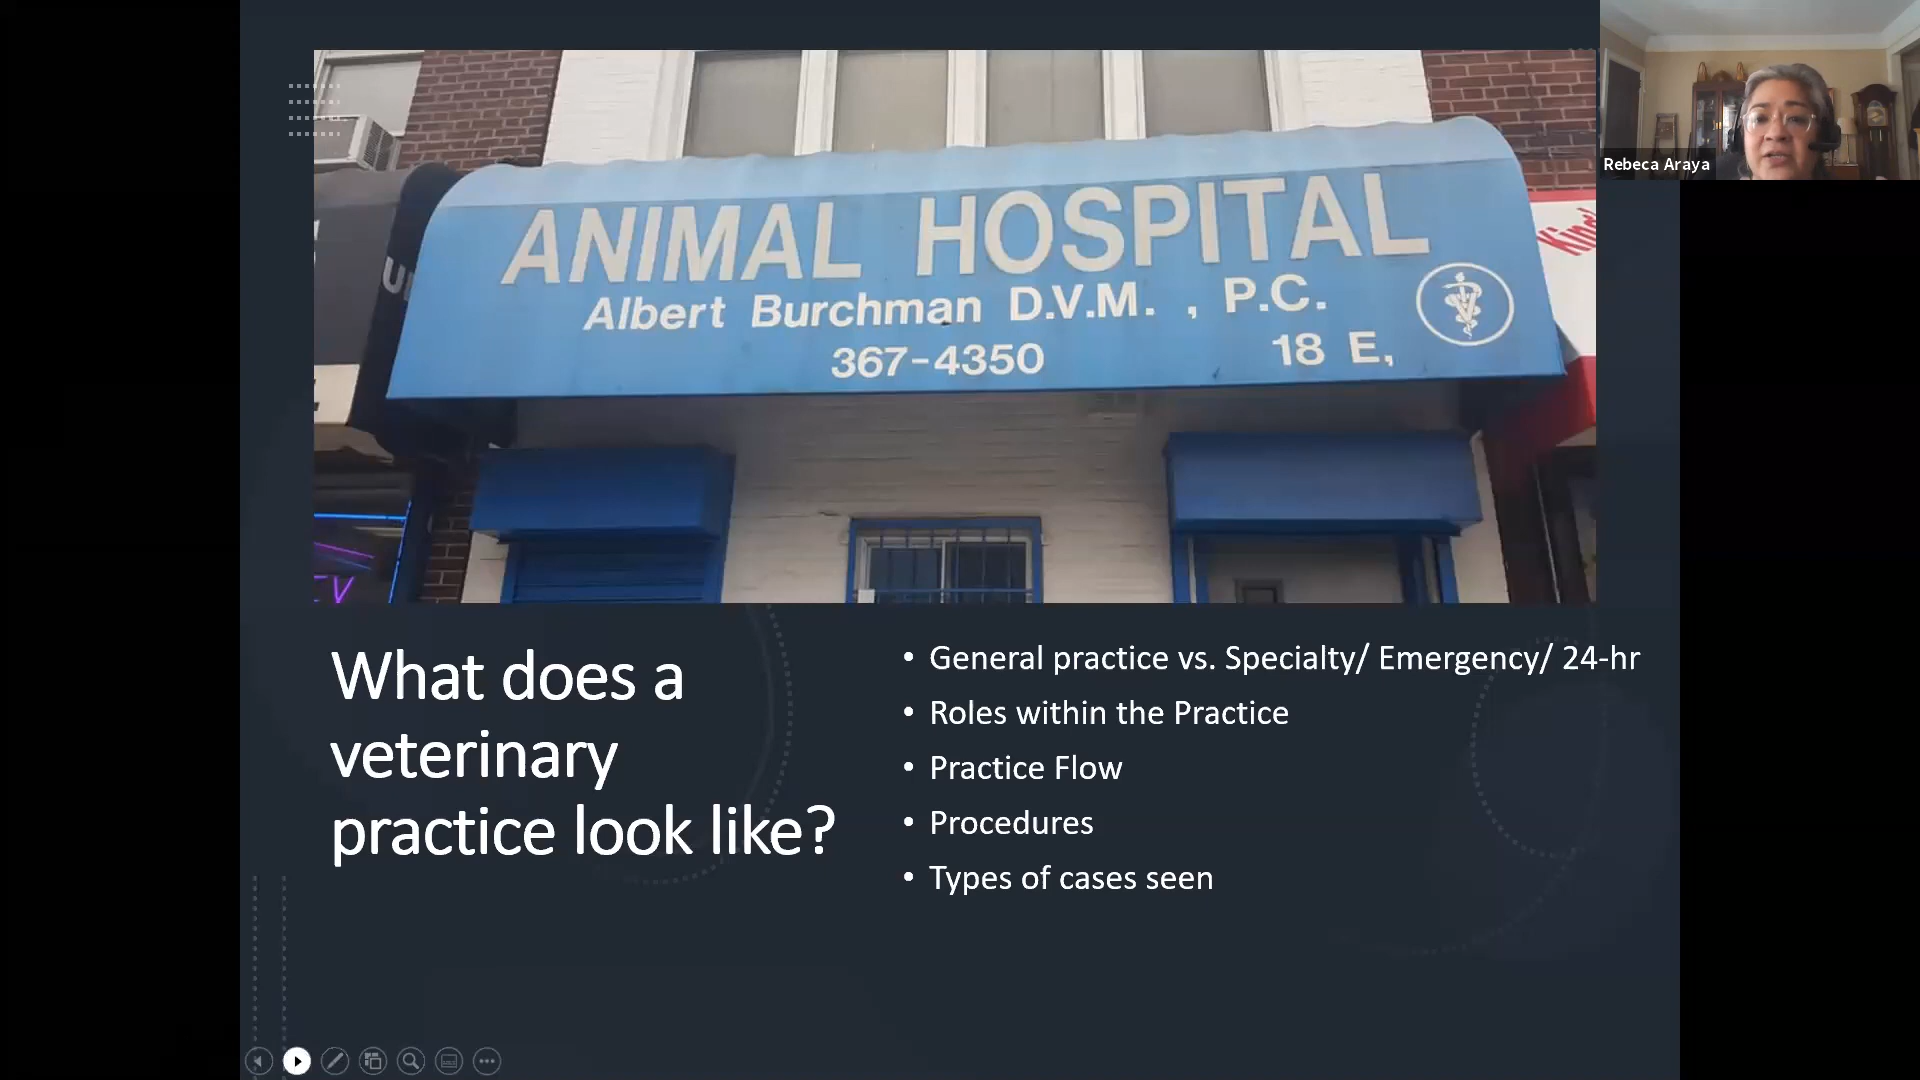 ANIMAL HOSPITAL
Albert Burchman D.V.M. , P.C.
367-4350 18 E,
Rebeca Araya
What does a
veterinary
practice look like?
• General practice vs. Specialty/ Emergency/ 24-hr
• Roles within the Practice
• Practice Flow
• Procedures
• Types of cases seen